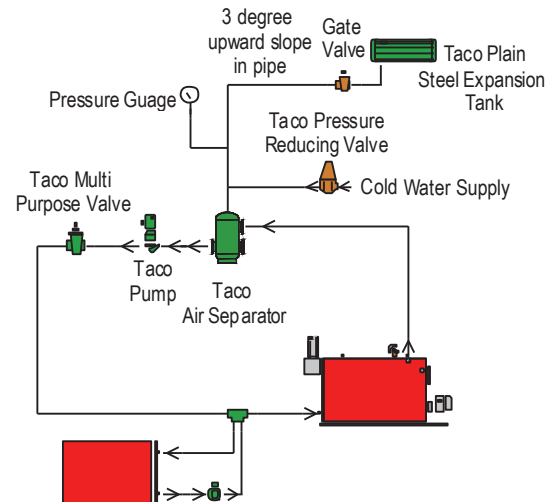 3 degree
upward slope
in pipe
Gate
Valve
Taco Plain
Steel Expansion
Tank
Pressure Guage
Taco Pressure
Reducing Valve
Cold Water Supply
Taco Multi
Purpose Valve
Taco
Pump
Taco
Air Separator